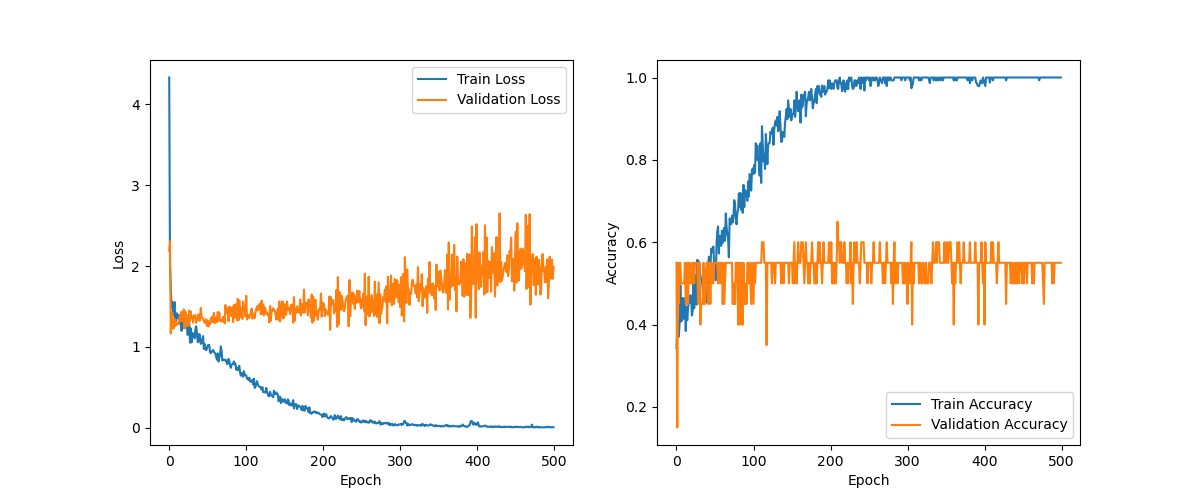 Train Loss
Validation Loss
4
3
2
1
0
Loss
0 100 200 300 400 500
Epoch
1.0
0.8
0.6
0.4
0.2
Accuracy
Train Accuracy
Validation Accuracy
0 100 200 300 400 500
Epoch